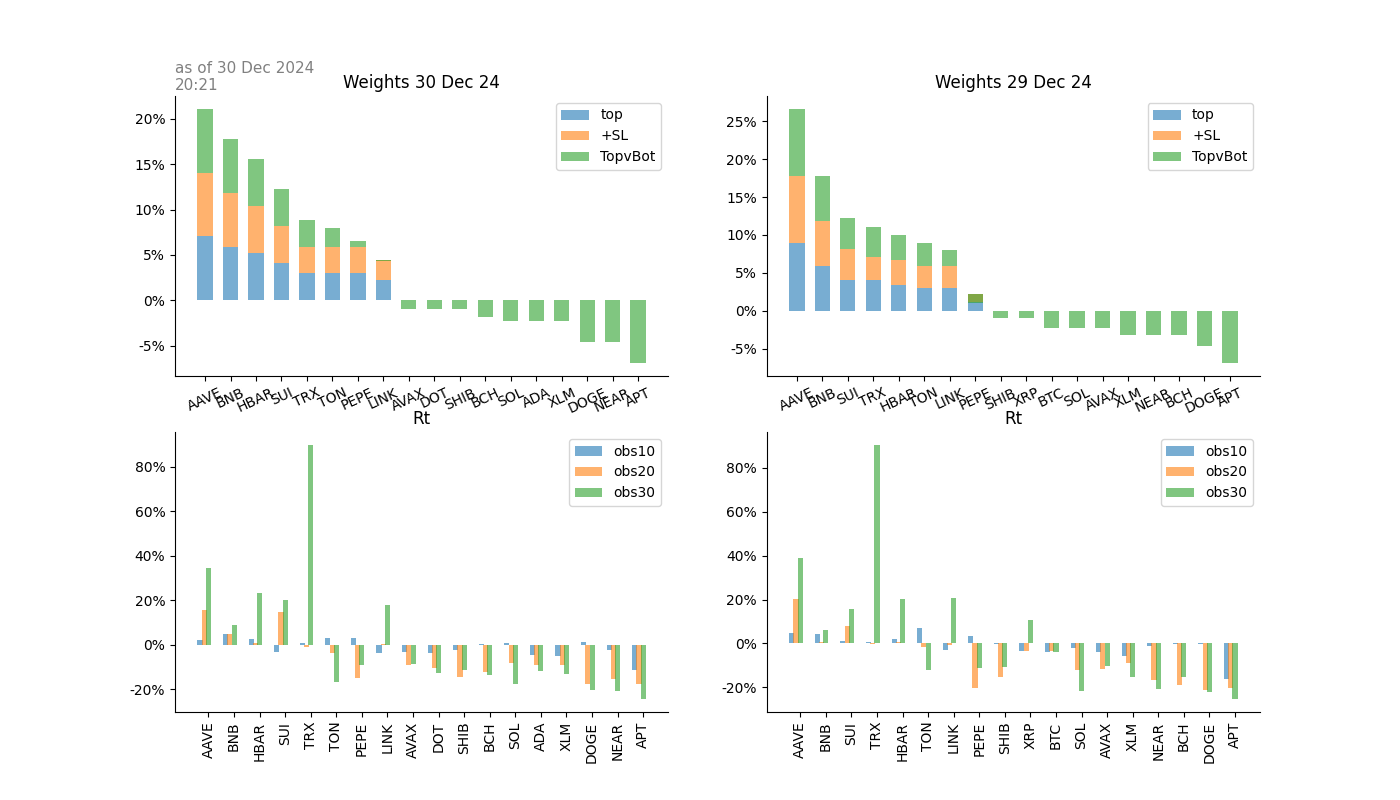 as of 30 Dec 2024
20:21
Weights 30 Dec 24
20%
15%
10%
5%
0%
-5%
top
+SL
TopvBot
AAVE BNB HBAR SUI TRX TON PEPE LINK AVAX DOT SHIB BCH SOL ADA XLM DOGE NEAR APT
Weights 29 Dec 24
25%
20%
15%
10%
5%
0%
-5%
top
+SL
TopvBot
AAVE BNB SUI TRX HBAR TON LINK PEPE SHIB XRP BTC SOL AVAX XLM NEAR BCH DOGE APT
Rt
80%
60%
40%
20%
0%
-20%
obs10
obs20
obs30
AAVE BNB HBAR SUI TRX TON PEPE LINK AVAX DOT SHIB BCH SOL ADA XLM DOGE NEAR APT
Rt
80%
60%
40%
20%
0%
-20%
obs10
obs20
obs30
AAVE BNB SUI TRX HBAR TON LINK PEPE SHIB XRP BTC SOL AVAX XLM NEAR BCH DOGE APT